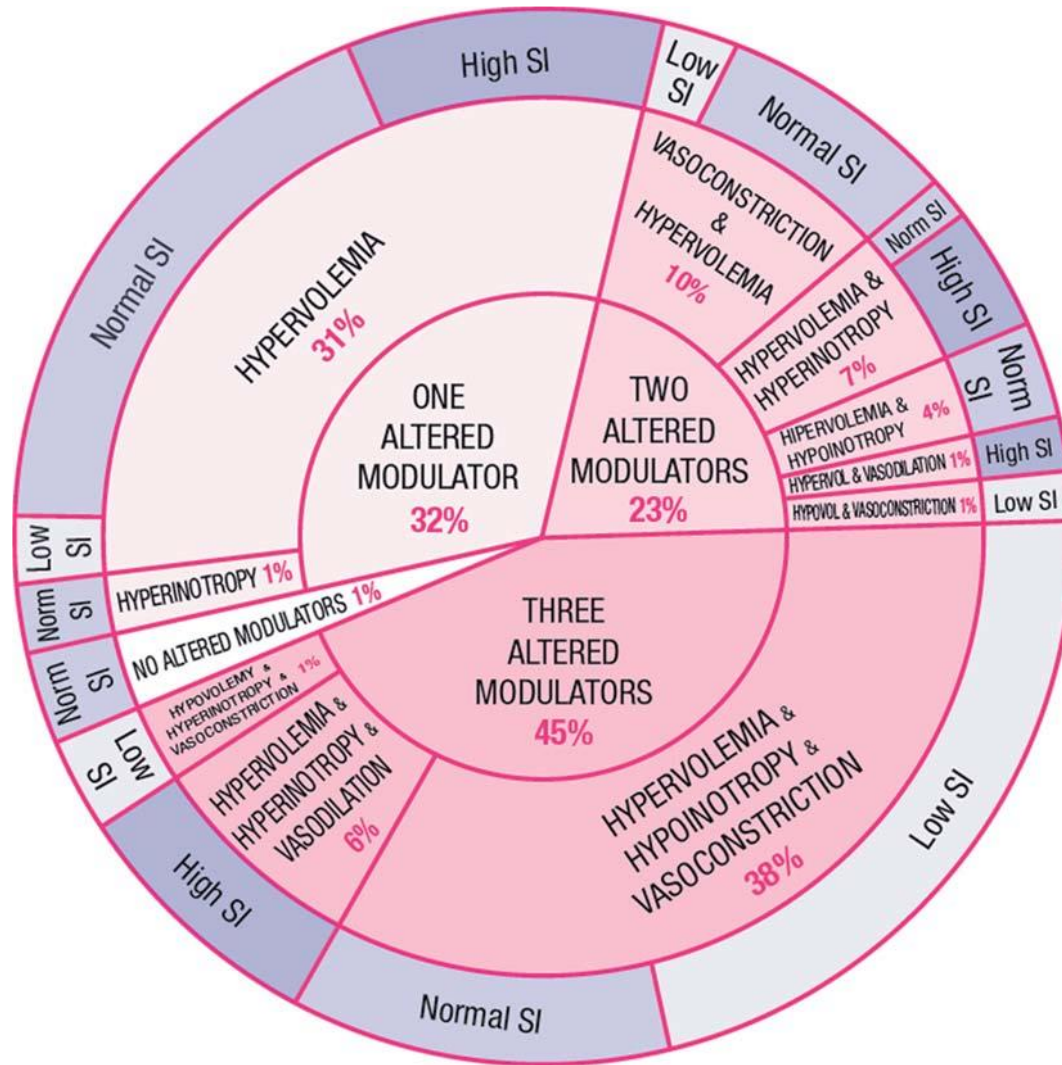 High SI
Low
SI
Normal SI
Norm SI
High SI
Norm
SI
High SI
Low SI
Low SI
Normal SI
High SI
Low
SI
Norm
SI
Norm
SI
Low
SI
Normal SI
HYPERVOLEMIA
31%
VASOCONSTRICTION
&
HYPERVOLEMIA
10%
HYPERVOLEMIA &
HYPERINOTROPY
7%
HIPERVOLEMIA &
HYPOINOTROPY 4%
HYPERVOL & VASODILATION 1%
HYPOVOL & VASOCONSTRICTION 1%
ONE
ALTERED
MODULATOR
32%
TWO
ALTERED
MODULATORS
23%
HYPERINOTROPY 1%
NO ALTERED MODULATORS 1%
HYPOVOLEMY &
HYPERINOTROPY & 1%
VASOCONSTRICTION
HYPERVOLEMIA &
HYPERINOTROPY &
VASODILATION
6%
THREE
ALTERED
MODULATORS
45%
HYPERVOLEMIA &
HYPOINOTROPY &
VASOCONSTRICTION
38%